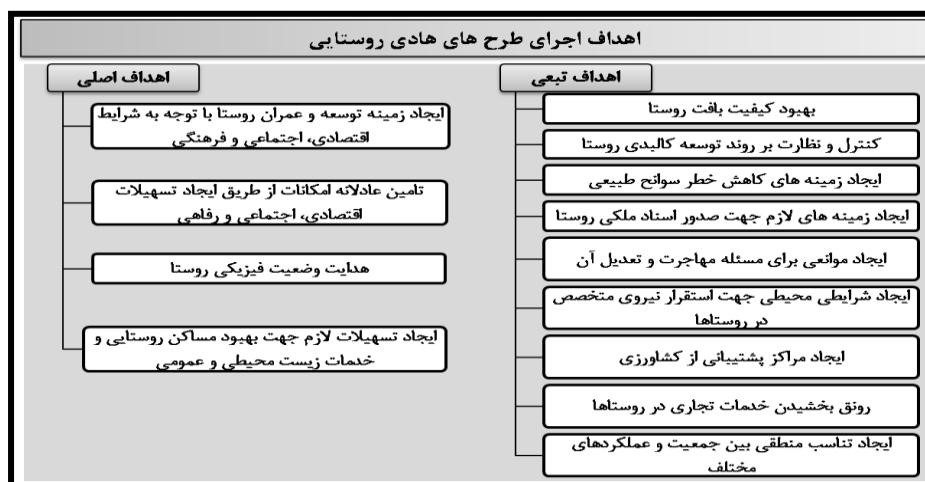 اهداف اجرای طرح های هادی روستایی
اهداف تبعی
بهبود کیفیت بافت روستا
کنترل و نظارت بر روند توسعه کالبدی روستا
ایجاد زمینه های کاهش خطر سوانح طبیعی
ایجاد زمینه های لازم جهت صدور اسناد ملکی روستا
ایجاد موانعی برای مسئله مهاجرت و تعدیل آن
ایجاد شرایطی محیطی جهت استقرار نیروی متخصص
در روستاها
ایجاد مراکز پشتیبانی از کشاورزی
رونق بخشیدن خدمات تجاری در روستاها
ایجاد تناسب منطقی بین جمعیت و عملکردهای
مختلف
اهداف اصلی
ایجاد زمینه توسعه و عمران روستا با توجه به شرایط
اقتصادی، اجتماعی و فرهنگی
تامین عادلانه امکانات از طریق ایجاد تسهیلات
اقتصادی، اجتماعی و رفاهی
هدایت وضعیت فیزیکی روستا
ایجاد تسهیلات لازم جهت بهبود مساکن روستایی و
خدمات زیست محیطی و عمومی